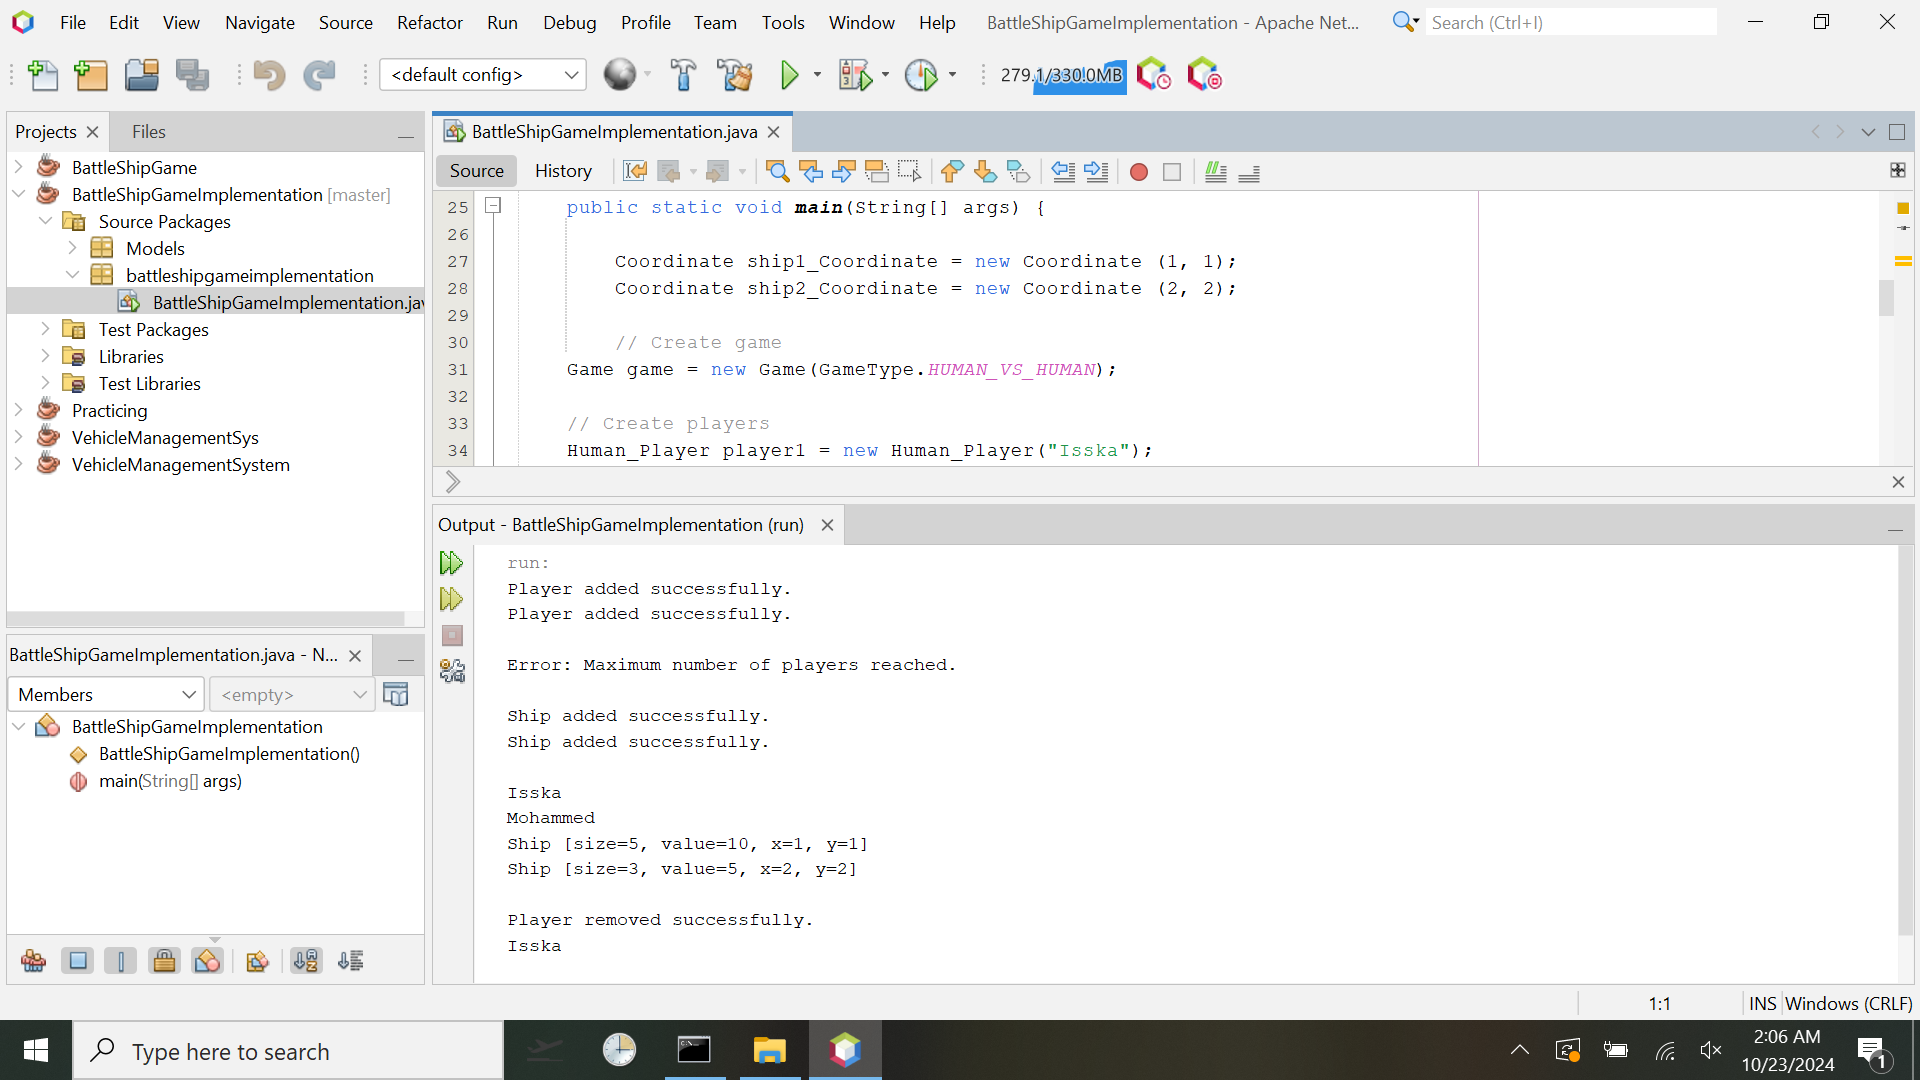 File Edit View Navigate Source Refactor Run Debug Profile Team Tools Window Help BattleShipGameImplementation - Apache Net... Search (Ctrl+I)
<default config> 279.1/330.0MB
Projects Files
BattleShipGame
BattleShipGameImplementation [master]
Source Packages
Models
battleshipgameimplementation
BattleShipGameImplementation.jav
Test Packages
Libraries
Test Libraries
Practicing
VehicleManagementSys
VehicleManagementSystem
BattleShipGameImplementation.java - N...
Members <empty>
BattleShipGameImplementation
BattleShipGameImplementation()
main(String[] args)
BattleShipGameImplementation.java
Source History
25 public static void main(String[] args) {
26
27 Coordinate ship1_Coordinate = new Coordinate (1, 1);
28 Coordinate ship2_Coordinate = new Coordinate (2, 2);
29
30 // Create game
31 Game game = new Game(GameType.HUMAN_VS_HUMAN);
32
33 // Create players
34 Human_Player player1 = new Human_Player("Isska");
Output - BattleShipGameImplementation (run)
run:
Player added successfully.
Player added successfully.
Error: Maximum number of players reached.
Ship added successfully.
Ship added successfully.
Isska
Mohammed
Ship [size=5, value=10, x=1, y=1]
Ship [size=3, value=5, x=2, y=2]
Player removed successfully.
Isska
1:1 INS Windows (CRLF)
Type here to search
2:06 AM
10/23/2024
1